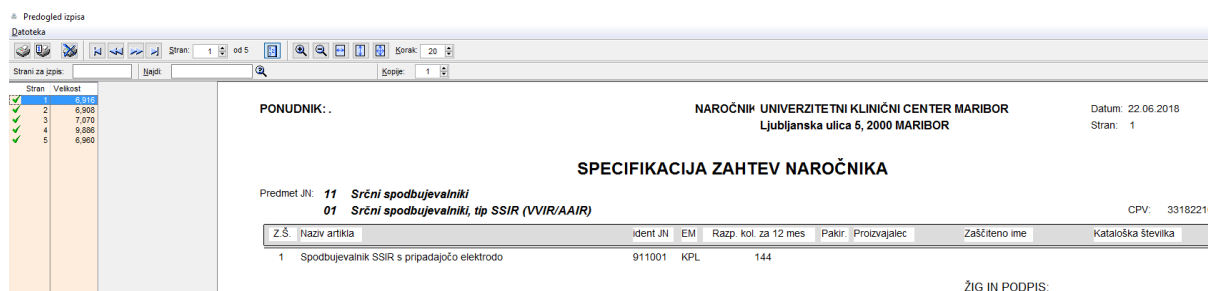 Predogled izpisa
Datoteka
Stran: 1 od 5 Korak: 20
Strani za izpis: Najdi: Kopije: 1
Stran Velikost
1 6,916
2 6,908
3 7,070
4 9,886
5 6,960
PONUDNIK: . NAROČNIK UNIVERZITETNI KLINIČNI CENTER MARIBOR Datum: 22.06.2018
Ljubljanska ulica 5, 2000 MARIBOR Stran: 1
SPECIFIKACIJA ZAHTEV NAROČNIKA
Predmet JN: 11 Srčni spodbujevalniki
01 Srčni spodbujevalniki, tip SSIR (VVIR/AAIR) CPV: 3318221
Z.Š. Naziv artikla ident JN EM Razp. kol. za 12 mes Pakir. Proizvajalec Zaščiteno ime Kataloška številka
1 Spodbujevalnik SSIR s pripadajočo elektrodo 911001 KPL 144
ŽIG IN PODPIS: